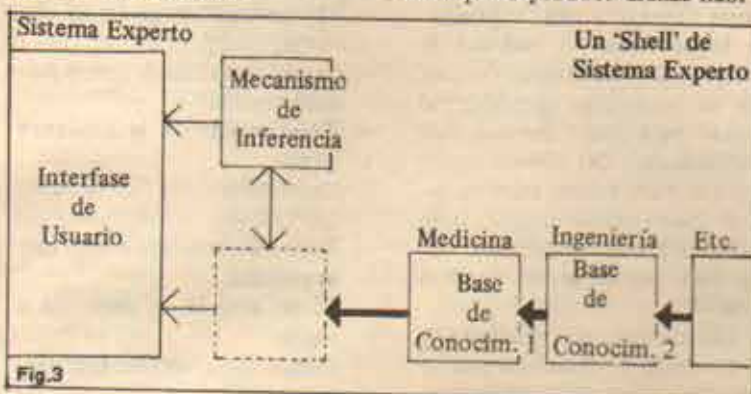 Sistema Experto
Un 'Shell' de
Sistema Experto
Mecanismo
de
Inferencia
Interfase
de
Usuario
Medicina
Ingeniería
Etc.
Base
de
Conocim. 1
Base
de
Conocim. 2
Fig.3